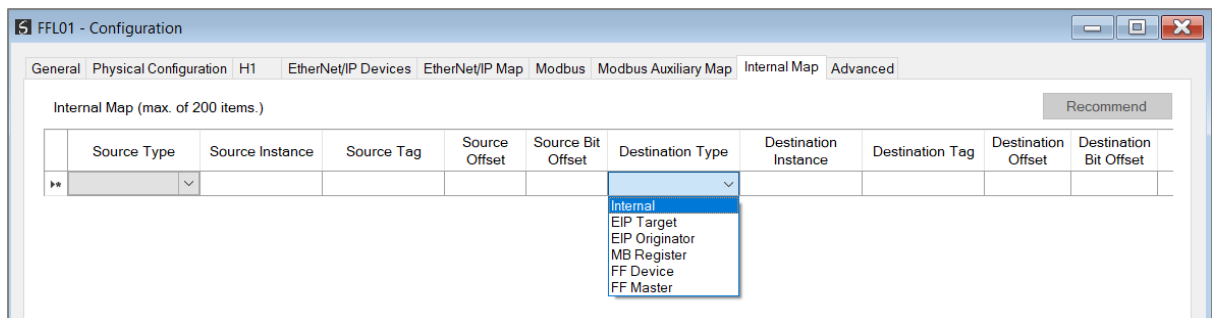 FFL01 - Configuration
General Physical Configuration H1 EtherNet/IP Devices EtherNet/IP Map Modbus Modbus Auxiliary Map Internal Map Advanced
Internal Map (max. of 200 items.) Recommend
Source Type Source Instance Source Tag Source Offset Source Bit Offset Destination Type Destination Instance Destination Tag Destination Offset Destination Bit Offset
Internal
EIP Target
EIP Originator
MB Register
FF Device
FF Master